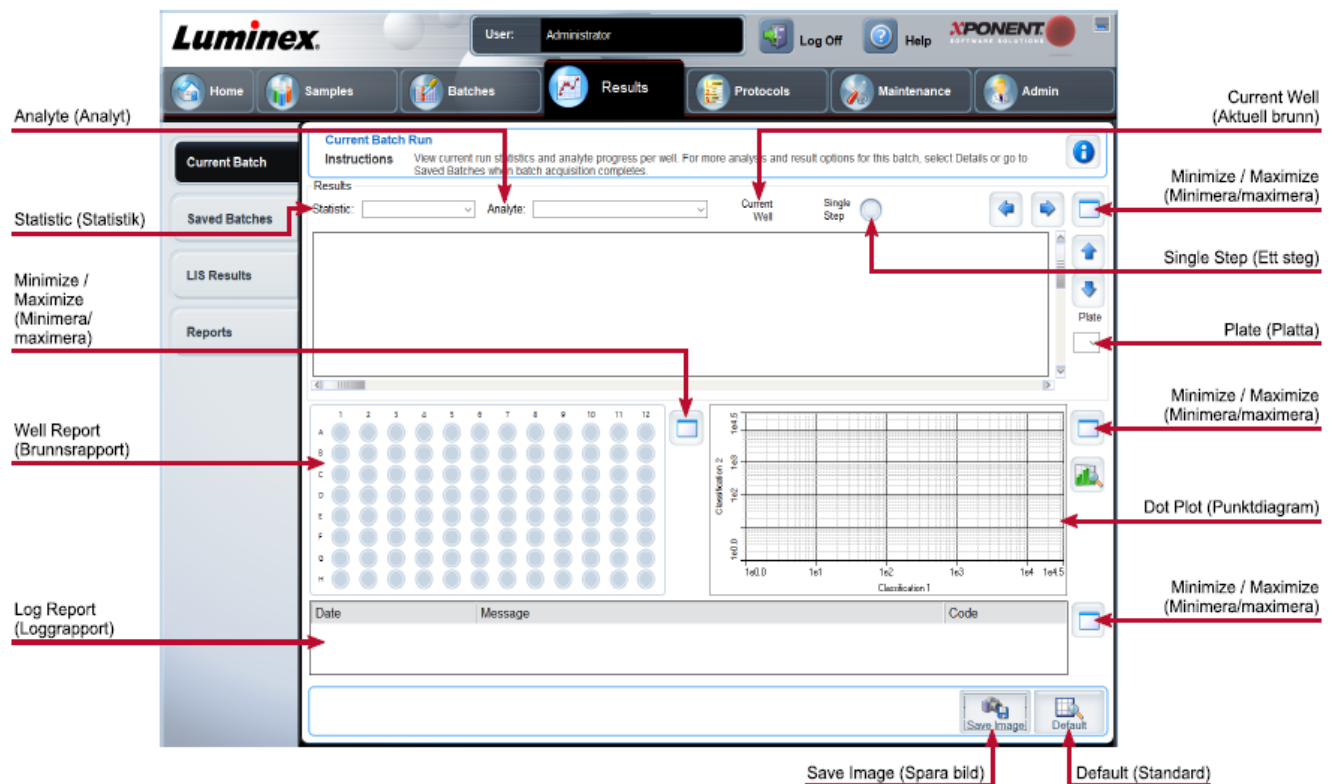 Luminex.
User: Administrator
Log Off
Help
XPONENT.
SOFTWARE SOLUTIONS
Home
Samples
Batches
Results
Protocols
Maintenance
Admin
Analyte (Analyt)
Statistic (Statistik)
Minimize /
Maximize
(Minimera/
maximera)
Well Report
(Brunnsrapport)
Log Report
(Loggrapport)
Current Batch
Saved Batches
LIS Results
Reports
Current Batch Run
Instructions View current run statistics and analyte progress per well. For more analysis and result options for this batch, select Details or go to
Saved Batches when batch acquisition completes.
Results
Statistic:
Analyte:
Current
Well
Single
Step
Plate
1 2 3 4 5 6 7 8 9 10 11 12
A
B
C
D
E
F
G
H
Classification 2
1e4.5
1e3
1e2
1e0.0
1e0.0 1e1 1e2 1e3 1e4 1e4.5
Classification 1
Date Message Code
Save Image
Default
Current Well
(Aktuell brunn)
Minimize / Maximize
(Minimera/maximera)
Single Step (Ett steg)
Plate (Platta)
Minimize / Maximize
(Minimera/maximera)
Dot Plot (Punktdiagram)
Minimize / Maximize
(Minimera/maximera)
Save Image (Spara bild)
Default (Standard)